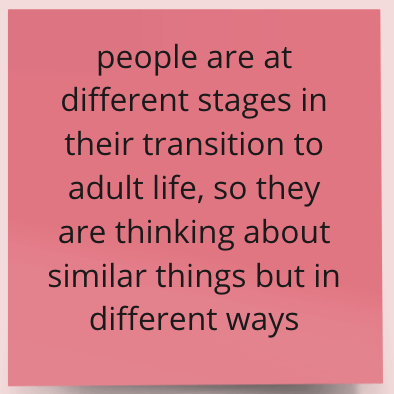 people are at
different stages in
their transition to
adult life, so they
are thinking about
similar things but in
different ways